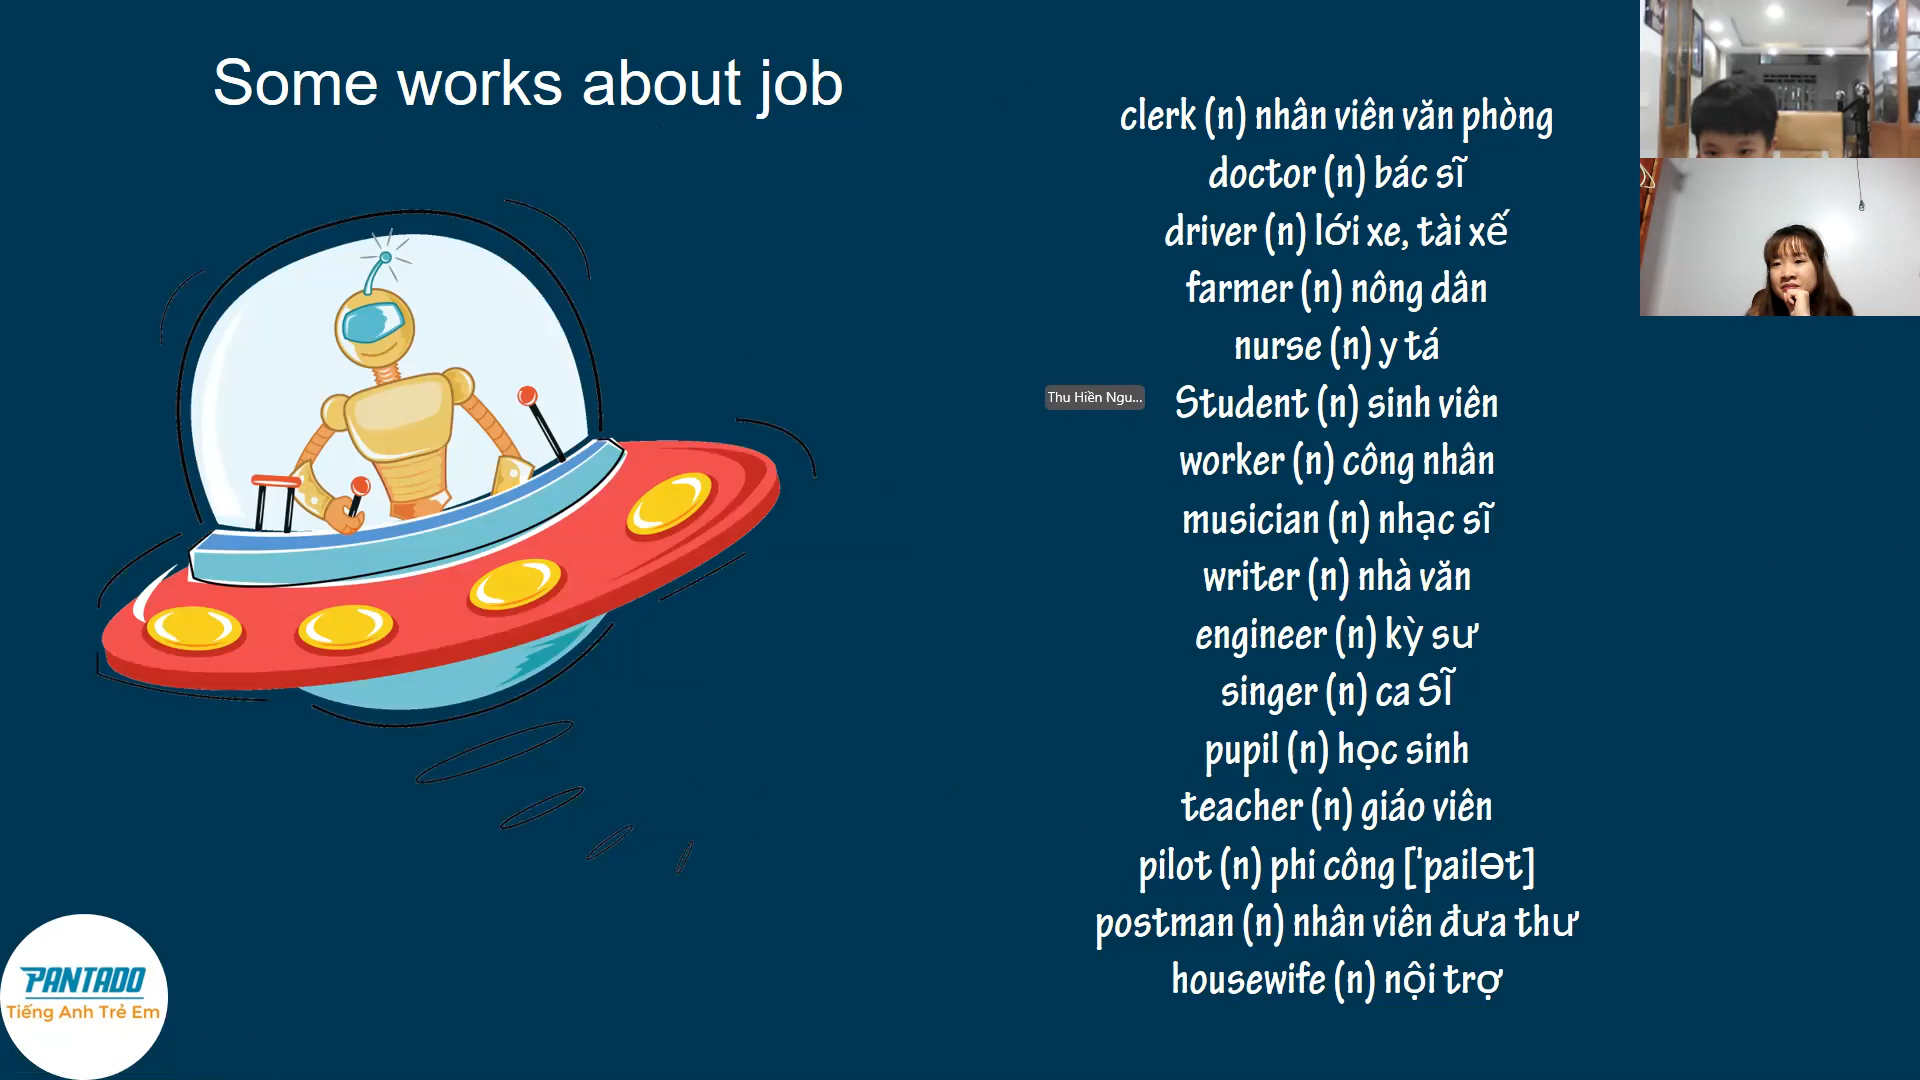 Some works about job
clerk (n) nhân viên văn phòng
doctor (n) bác sĩ
driver (n) lới xe, tài xế
farmer (n) nông dân
nurse (n) y tá
Thu Hiền Ngu...
Student (n) sinh viên
worker (n) công nhân
musician (n) nhạc sĩ
writer (n) nhà văn
engineer (n) kỳ sư
singer (n) ca SĨ
pupil (n) học sinh
teacher (n) giáo viên
pilot (n) phi công ['pailət]
postman (n) nhân viên đưa thư
housewife (n) nội trợ
PANTADO
Tiếng Anh Trẻ Em